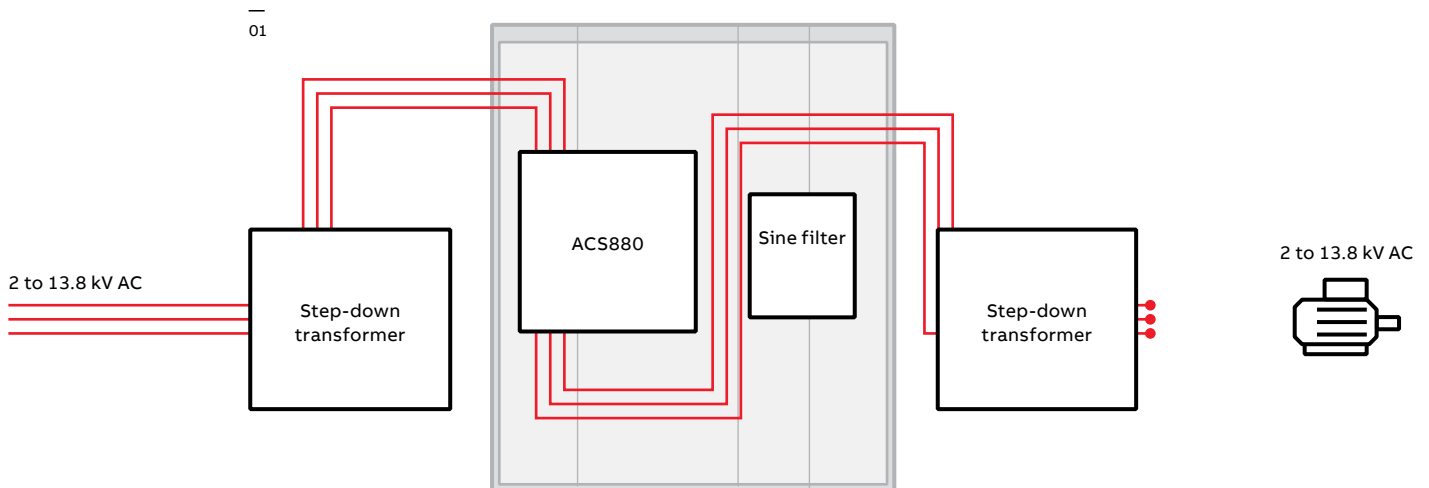 —
01
2 to 13.8 kV AC
Step-down
transformer
ACS880
Sine filter
Step-down
transformer
2 to 13.8 kV AC